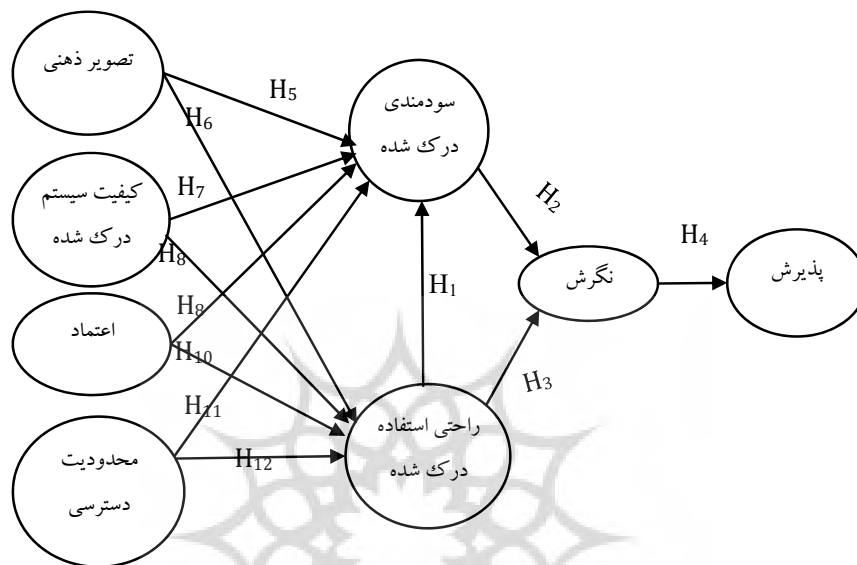 تصویر ذهنی
H5
H6
سودمندی
درک شده
کیفیت سیستم
درک شده
H7
H8
H2
H4
پذیرش
نگرش
H1
اعتماد
H8
H10
H3
H11
راحتی استفاده
درک شده
H12
محدودیت
دسترسی